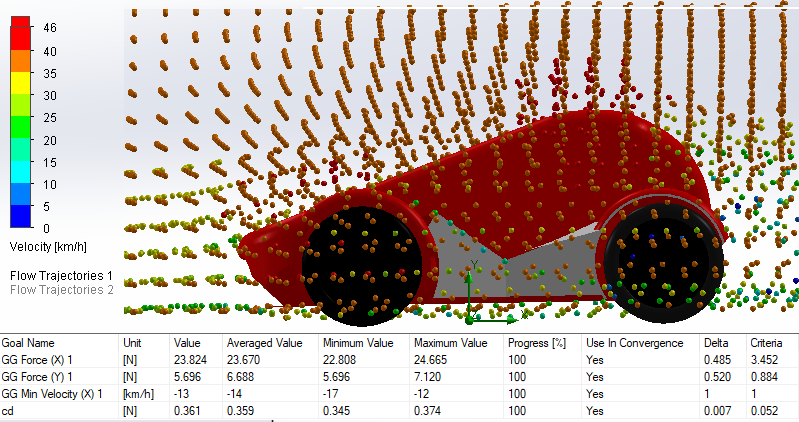 46
40
35
30
25
20
15
10
5
0
Velocity [km/h]
Flow Trajectories 1
Flow Trajectories 2
Y
Goal Name Unit Value Averaged Value Minimum Value Maximum Value Progress [%] Use In Convergence Delta Criteria
GG Force (X) 1 [N] 23.824 23.670 22.808 24.665 100 Yes 0.485 3.452
GG Force (Y) 1 [N] 5.696 6.688 5.696 7.120 100 Yes 0.520 0.884
GG Min Velocity (X) 1 [km/h] -13 -14 -17 -12 100 Yes 1 1
cd [N] 0.361 0.359 0.345 0.374 100 Yes 0.007 0.052